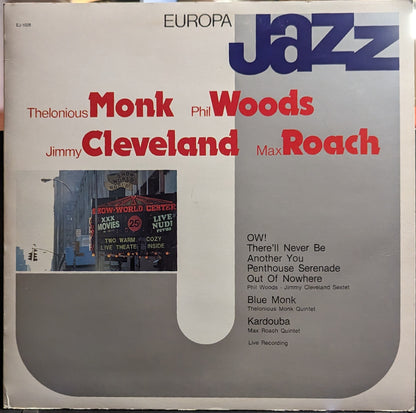 EJ-1025
EUROPA
Jazz
Thelonious Monk Phil Woods
Jimmy Cleveland Max Roach
SHOW-WORLD CENTER
XXX
MOVIES
25
LIVE
NUDE
TWO WARM COZY
LIVE THEATER INSIDE
OW!
There'll Never Be
Another You
Penthouse Serenade
Out Of Nowhere
Phil Woods - Jimmy Cleveland Sextet
Blue Monk
Thelonious Monk Quintet
Kardouba
Max Roach Quintet
Live Recording